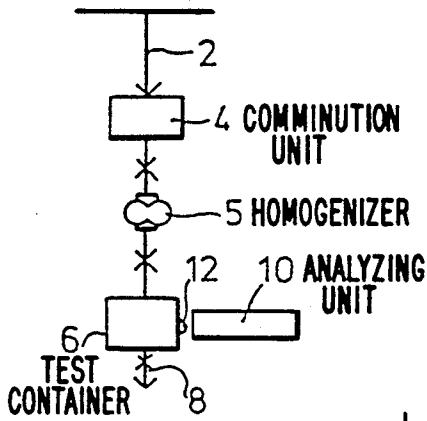 2
4 COMMINUTION
UNIT
5 HOMOGENIZER
12
10 ANALYZING
UNIT
6
TEST
CONTAINER
8